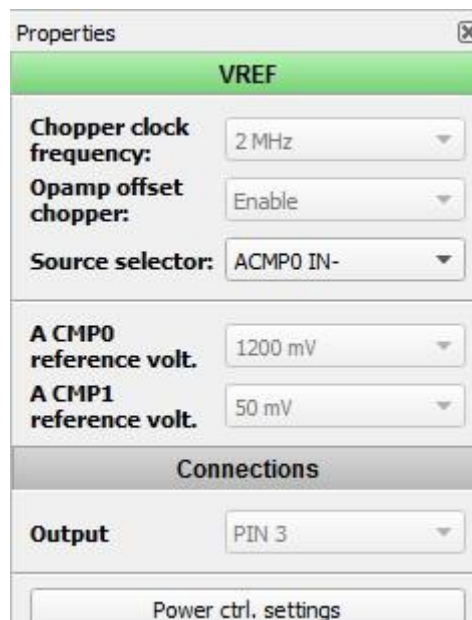 Properties
VREF
Chopper clock
frequency:
2 MHz
Opamp offset
chopper:
Enable
Source selector:
ACMP0 IN-
A CMP0
reference volt.
1200 mV
A CMP1
reference volt.
50 mV
Connections
Output
PIN 3
Power ctrl. settings